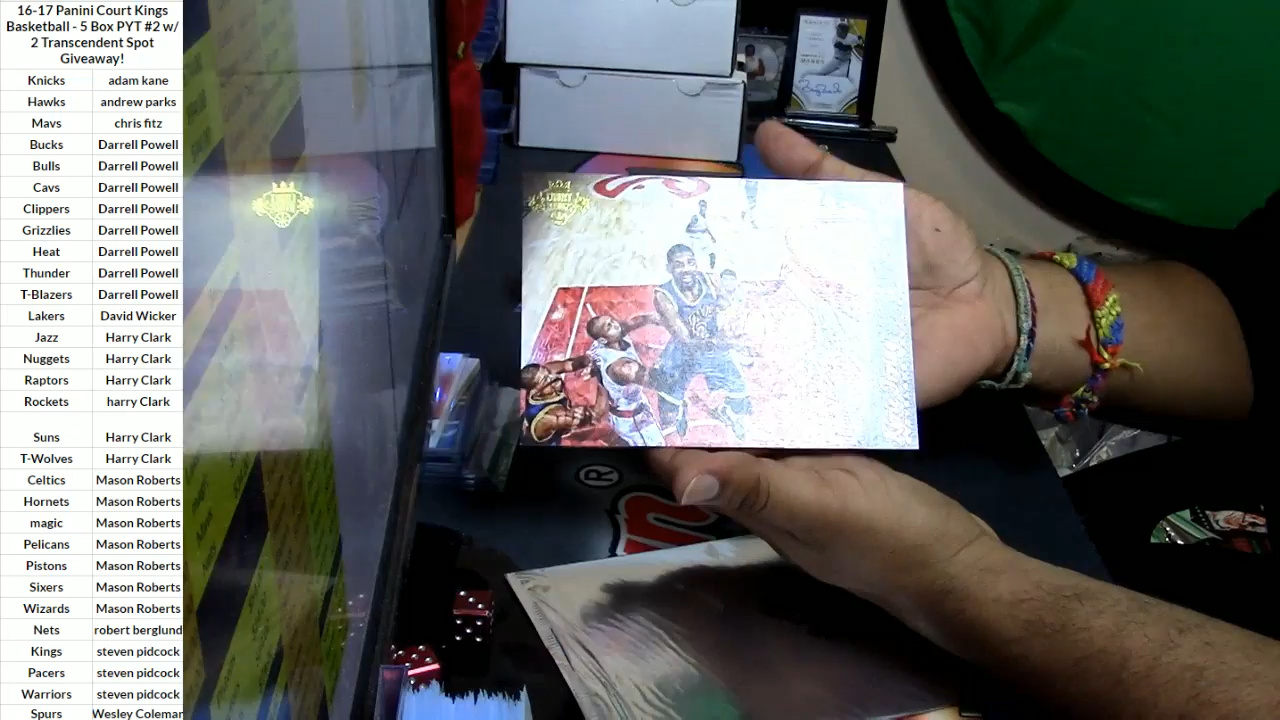 16-17 Panini Court Kings
Basketball - 5 Box PYT #2 w/
2 Transcendent Spot
Giveaway!
Knicks adam kane
Hawks andrew parks
Mavs chris fitz
Bucks Darrell Powell
Bulls Darrell Powell
Cavs Darrell Powell
Clippers Darrell Powell
Grizzlies Darrell Powell
Heat Darrell Powell
Thunder Darrell Powell
T-Blazers Darrell Powell
Lakers David Wicker
Jazz Harry Clark
Nuggets Harry Clark
Raptors Harry Clark
Rockets harry Clark
Suns Harry Clark
T-Wolves Harry Clark
Celtics Mason Roberts
Hornets Mason Roberts
magic Mason Roberts
Pelicans Mason Roberts
Pistons Mason Roberts
Sixers Mason Roberts
Wizards Mason Roberts
Nets robert berglund
Kings steven pidcock
Pacers steven pidcock
Warriors steven pidcock
Spurs Wesley Coleman